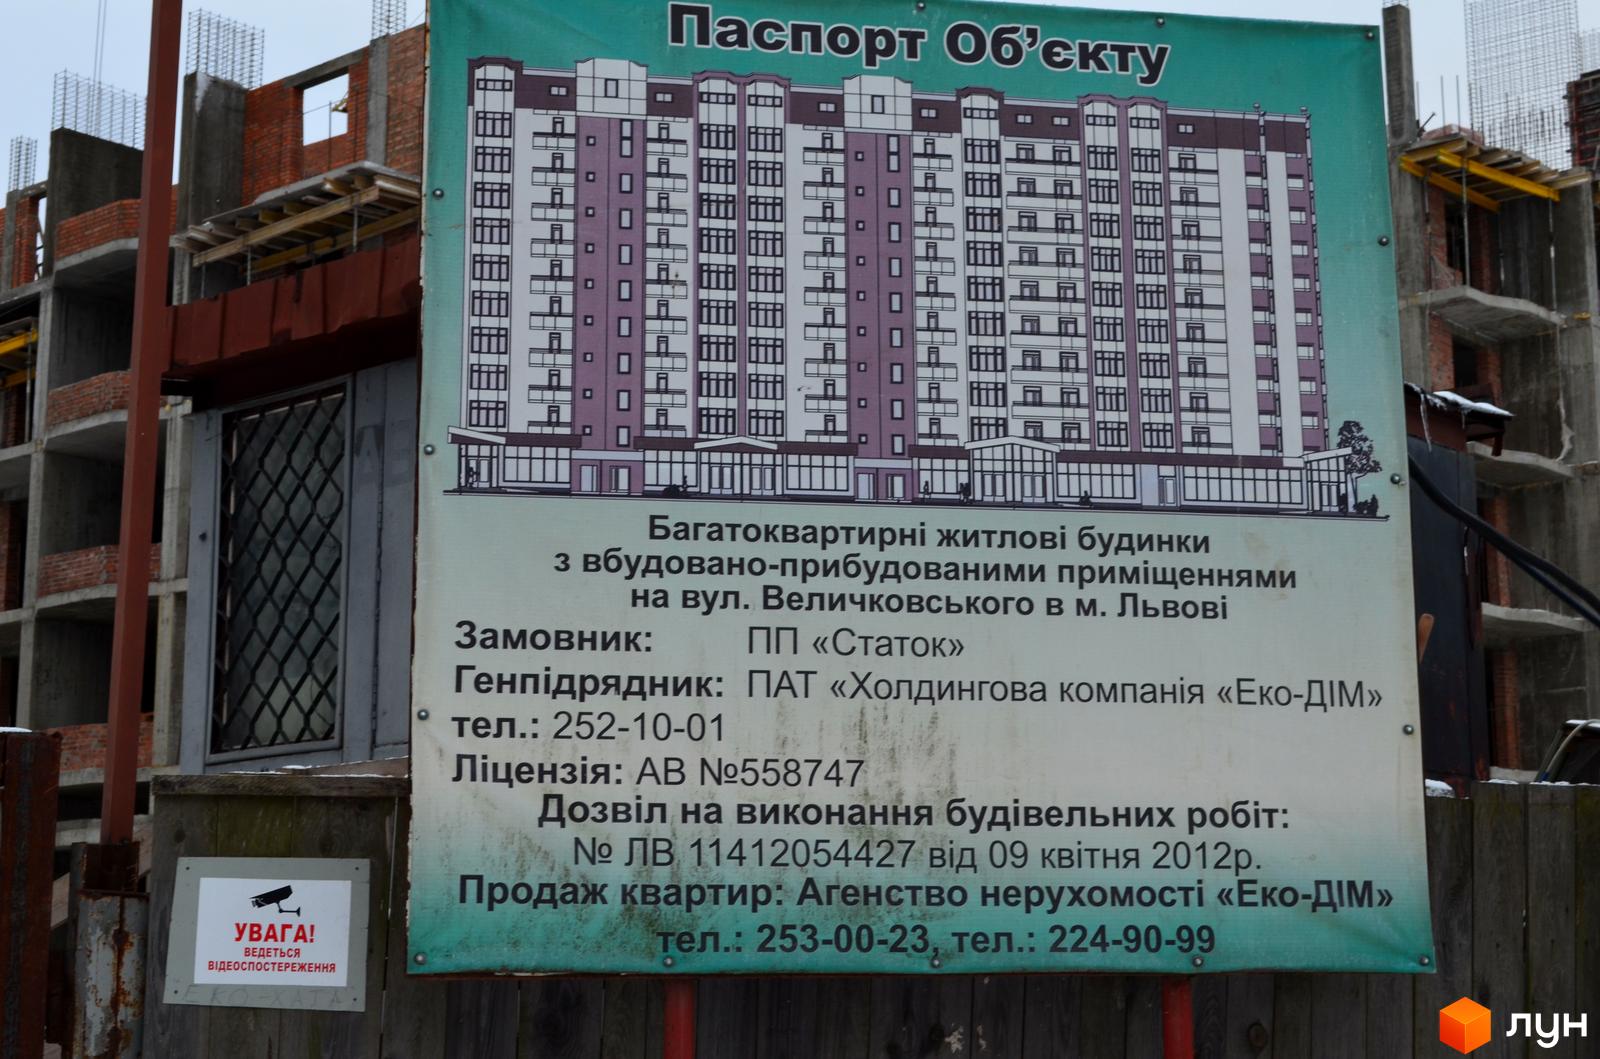 Паспорт Об’єкту
Багатоквартирні житлові будинки
з вбудовано-прибудованими приміщеннями
на вул. Величковського в м. Львові
Замовник: ПП «Статок»
Генпідрядник: ПАТ «Холдингова компанія «Еко-ДІМ»
тел.: 252-10-01
Ліцензія: АВ №558747
Дозвіл на виконання будівельних робіт:
№ ЛВ 11412054427 від 09 квітня 2012р.
Продаж квартир: Агенство нерухомості «Еко-ДІМ»
тел.: 253-00-23, тел.: 224-90-99
УВАГА!
ВЕДЕТЬСЯ
ВІДЕОСПОСТЕРЕЖЕННЯ
ЕКО-ХАТА
лун